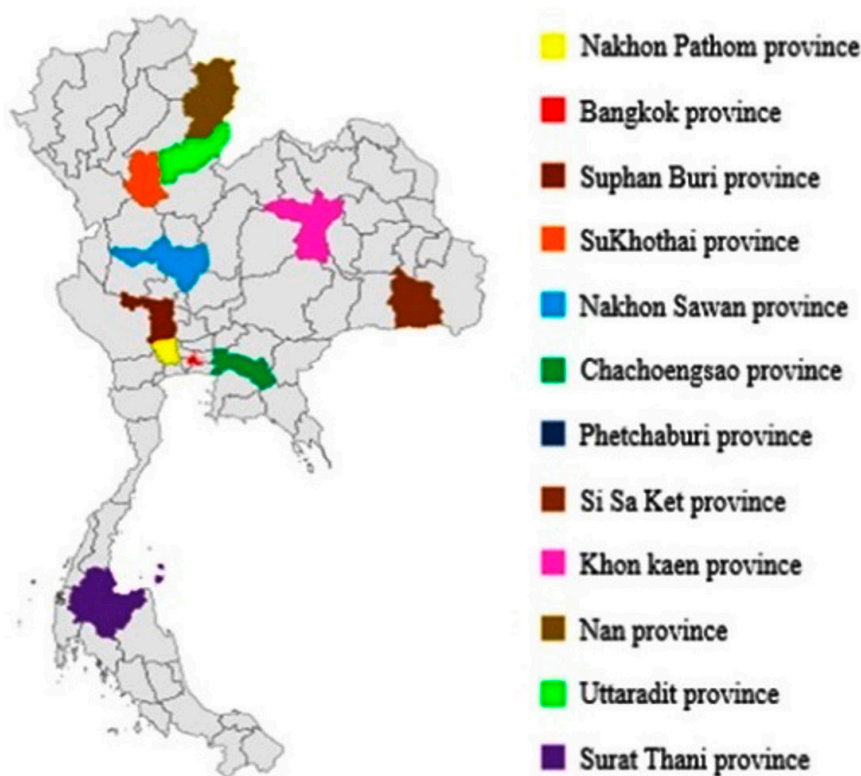 Nakhon Pathom province
Bangkok province
Suphan Buri province
SuKhothai province
Nakhon Sawan province
Chachoengsao province
Phetchaburi province
Si Sa Ket province
Khon kaen province
Nan province
Uttaradit province
Surat Thani province